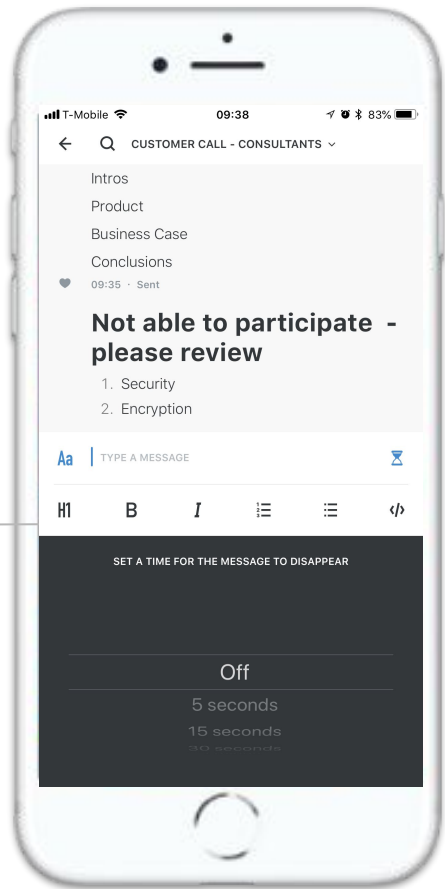 T-Mobile 09:38 83%
CUSTOMER CALL - CONSULTANTS
Intros
Product
Business Case
Conclusions
09:35 · Sent
Not able to participate -
please review
1. Security
2. Encryption
Aa TYPE A MESSAGE
H1 B I </>
SET A TIME FOR THE MESSAGE TO DISAPPEAR
Off
5 seconds
15 seconds
30 seconds